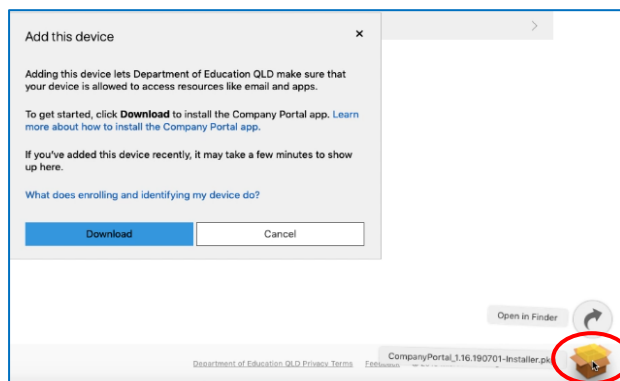 Add this device
Adding this device lets Department of Education QLD make sure that
your device is allowed to access resources like email and apps.
To get started, click Download to install the Company Portal app. Learn
more about how to install the Company Portal app.
If you've added this device recently, it may take a few minutes to show
up here.
What does enrolling and identifying my device do?
Download
Cancel
Open in Finder
CompanyPortal_1.16.190701-Installer.pk
Department of Education QLD Privacy Terms